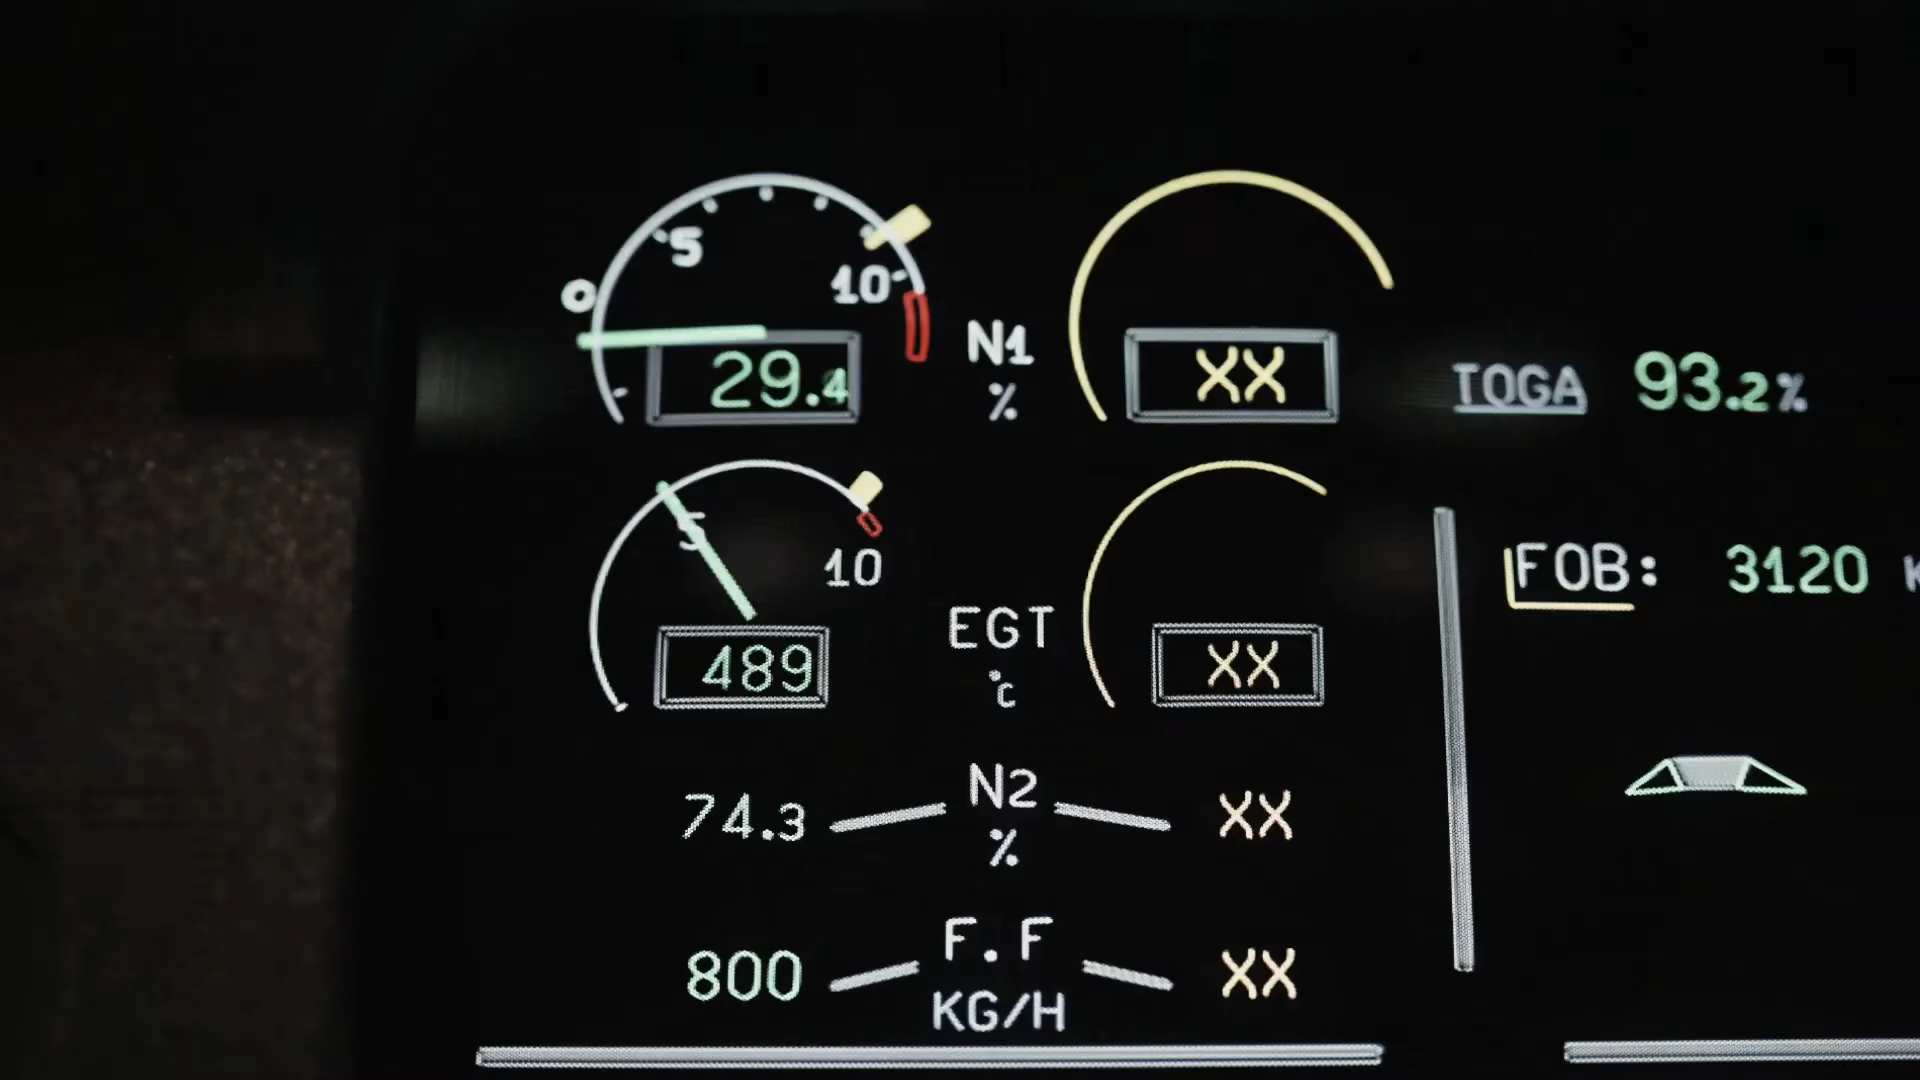 5
10
0
29.4
N1
%
XX
TOGA 93.2%
5
10
FOB: 3120
EGT
°C
489
XX
74.3 N2 XX
%
800 F.F XX
KG/H